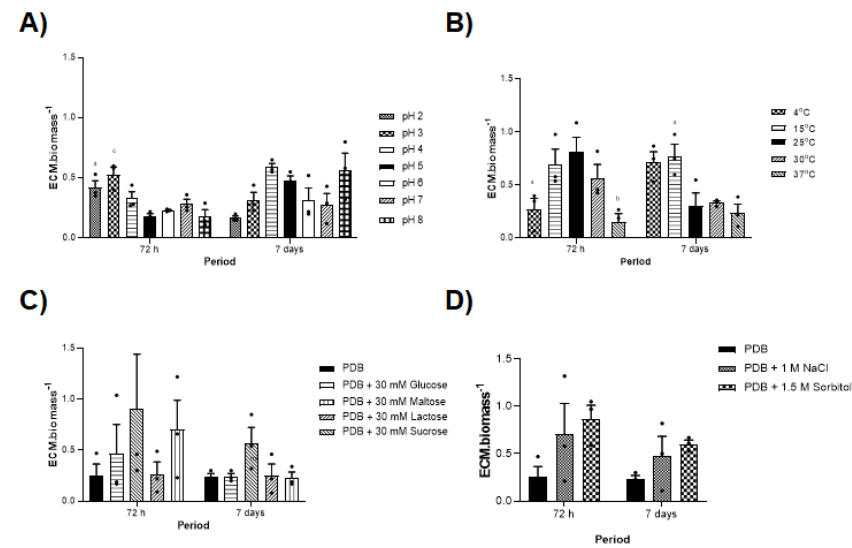 A)
ECM.biomass-1
1.5
1.0
0.5
0.0
72 h
7 days
Period
pH 2
pH 3
pH 4
pH 5
pH 6
pH 7
pH 8
a
c
B)
ECM.biomass-1
1.5
1.0
0.5
0.0
72 h
7 days
Period
4°C
15°C
25°C
30°C
37°C
a
b
a
C)
ECM.biomass-1
1.5
1.0
0.5
0.0
72 h
7 days
Period
PDB
PDB + 30 mM Glucose
PDB + 30 mM Maltose
PDB + 30 mM Lactose
PDB + 30 mM Sucrose
D)
ECM.biomass-1
1.5
1.0
0.5
0.0
72 h
7 days
Period
PDB
PDB + 1 M NaCl
PDB + 1.5 M Sorbitol